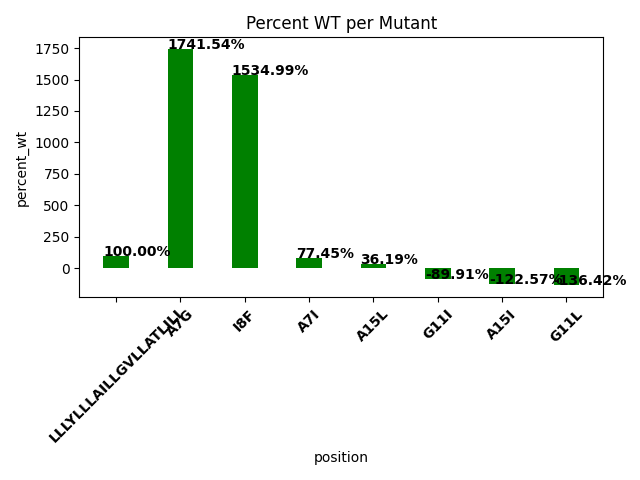 Percent WT per Mutant
percent_wt
1750
1500
1250
1000
750
500
250
0
100.00%
1741.54%
1534.99%
77.45%
36.19%
-89.91%
-122.57%
-136.42%
LLLYLLLAILLGVLLATLILI
A7G
I8F
A7I
A15L
G11I
A15I
G11L
position